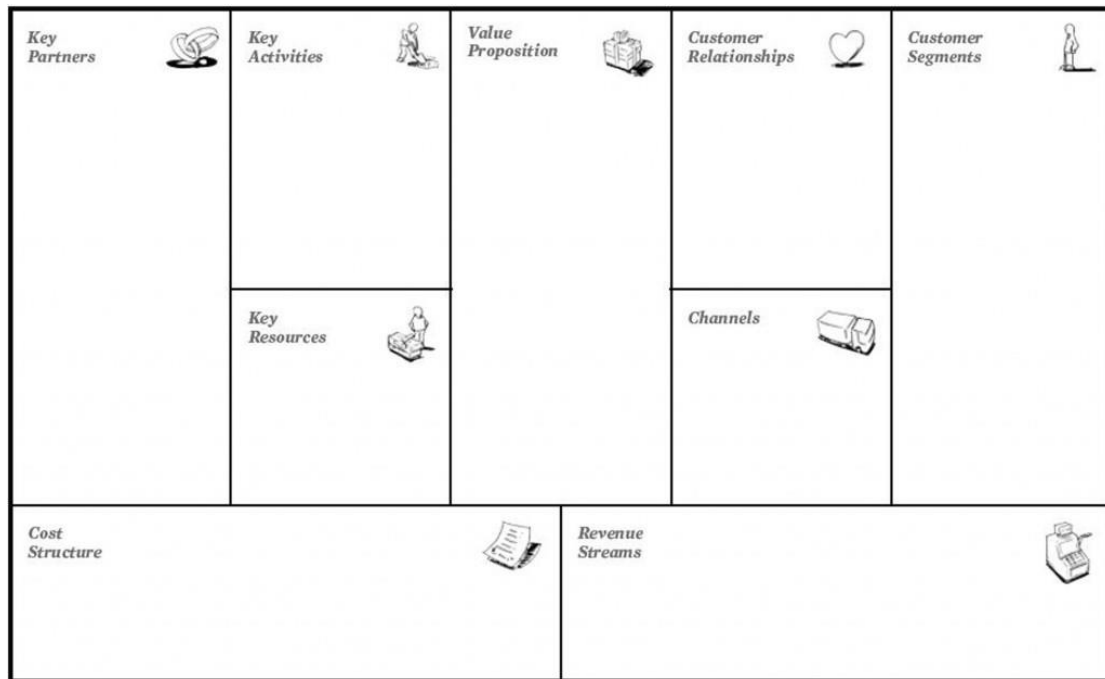 Key
Partners
Key
Activities
Value
Proposition
Customer
Relationships
Customer
Segments
Key
Resources
Channels
Cost
Structure
Revenue
Streams